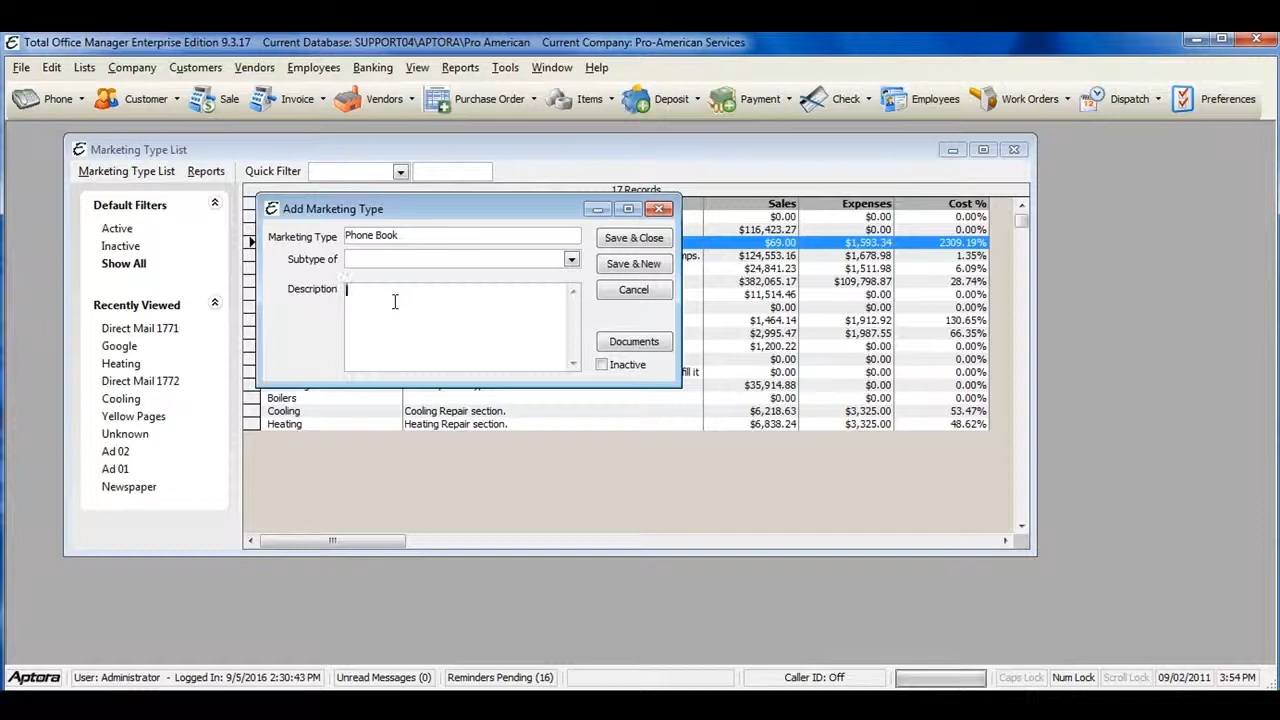 Total Office Manager Enterprise Edition 9.3.17 Current Database: SUPPORT04\APTORA\Pro American Current Company: Pro-American Services
File Edit Lists Company Customers Vendors Employees Banking View Reports Tools Window Help
Phone Customer Sale Invoice Vendors Purchase Order Items Deposit Payment Check Employees Work Orders Dispatch Preferences
Marketing Type List
Marketing Type List Reports Quick Filter
17 Records
Default Filters
Active
Inactive
Show All
Recently Viewed
Direct Mail 1771
Google
Heating
Direct Mail 1772
Cooling
Yellow Pages
Unknown
Ad 02
Ad 01
Newspaper
Add Marketing Type
Marketing Type Phone Book Save & Close
Subtype of Save & New
Description Cancel
Documents
Inactive
Sales Expenses Cost %
$0.00 $0.00 0.00%
$116,423.27 $0.00 0.00%
$69.00 $1,593.34 2309.19%
mps. $124,553.16 $1,678.98 1.35%
$24,841.23 $1,511.98 6.09%
$382,065.17 $109,798.87 28.74%
$11,514.46 $0.00 0.00%
$0.00 $0.00 0.00%
$1,464.14 $1,912.92 130.65%
$2,995.47 $1,987.55 66.35%
$1,200.22 $0.00 0.00%
$0.00 $0.00 0.00%
fill it $0.00 $0.00 0.00%
$35,914.88 $0.00 0.00%
Boilers $0.00 $0.00 0.00%
Cooling Cooling Repair section. $6,218.63 $3,325.00 53.47%
Heating Heating Repair section. $6,838.24 $3,325.00 48.62%
Aptora User: Administrator - Logged In: 9/5/2016 2:30:43 PM Unread Messages (0) Reminders Pending (16) Caller ID: Off Caps Lock Num Lock Scroll Lock 09/02/2011 3:54 PM